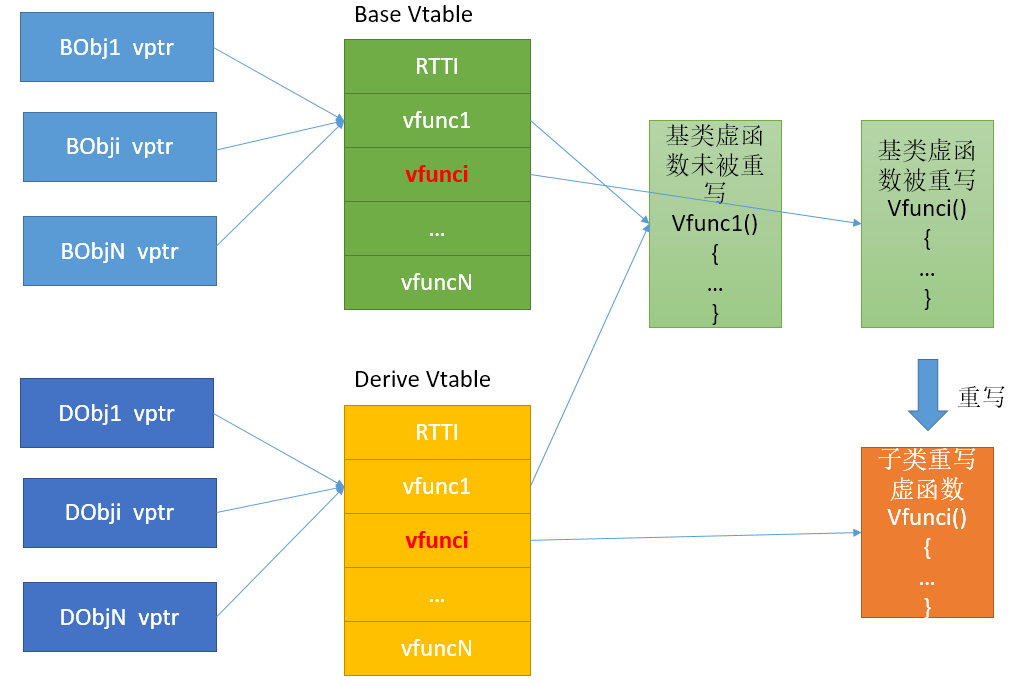 Base Vtable
BObj1 vptr
BObji vptr
BObjN vptr
RTTI
vfunc1
vfunci
...
vfuncN
基类虚函
数未被重
写
Vfunc1()
{
...
}
基类虚函
数被重写
Vfunci()
{
...
}
重写
Derive Vtable
DObj1 vptr
DObji vptr
DObjN vptr
RTTI
vfunc1
vfunci
...
vfuncN
子类重写
虚函数
Vfunci()
{
...
}